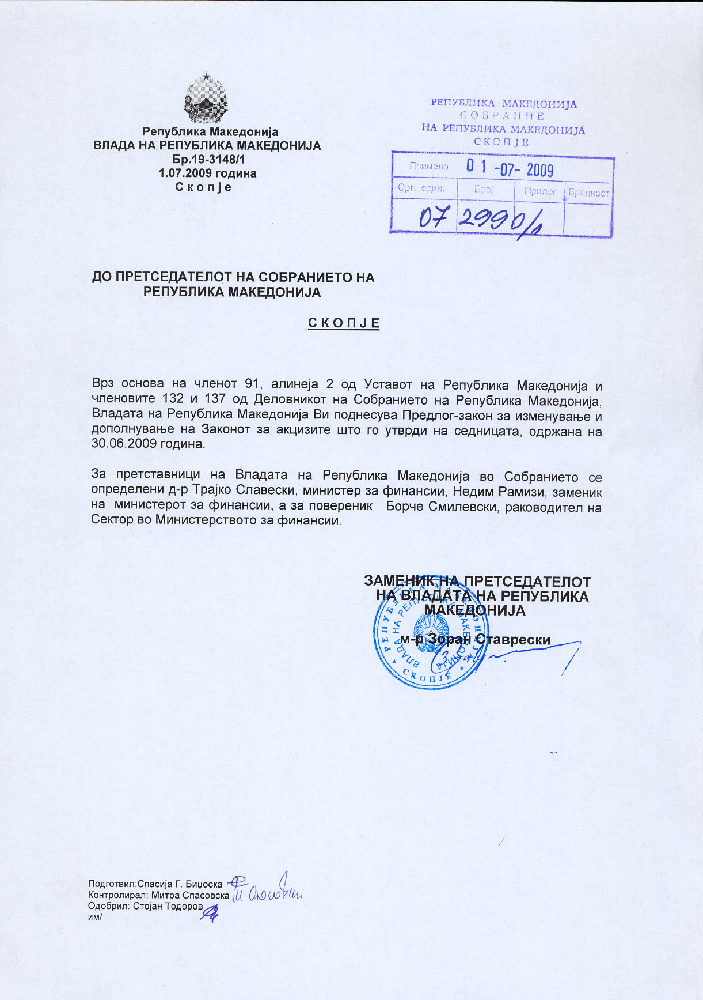 Република Македонија
ВЛАДА НА РЕПУБЛИКА МАКЕДОНИЈА
Бр.19-3148/1
1.07.2009 година
С к о п ј е
РЕПУБЛИКА МАКЕДОНИЈА
С О Б Р А Н И Е
НА РЕПУБЛИКА МАКЕДОНИЈА
С К О П Ј Е
Примено 01-07-2009
Орг. един. Број Прилог Вредност
07 2990/1
ДО ПРЕТСЕДАТЕЛОТ НА СОБРАНИЕТО НА
РЕПУБЛИКА МАКЕДОНИЈА
С К О П Ј Е
Врз основа на членот 91, алинеја 2 од Уставот на Република Македонија и
членовите 132 и 137 од Деловникот на Собранието на Република Македонија,
Владата на Република Македонија Ви поднесува Предлог-закон за изменување и
дополнување на Законот за акцизите што го утврди на седницата, одржана на
30.06.2009 година.
За претставници на Владата на Република Македонија во Собранието се
определени д-р Трајко Славески, министер за финансии, Недим Рамизи, заменик
на министерот за финансии, а за повереник Борче Смилевски, раководител на
Сектор во Министерството за финансии.
ЗАМЕНИК НА ПРЕТСЕДАТЕЛОТ
НА ВЛАДАТА НА РЕПУБЛИКА
МАКЕДОНИЈА
м-р Зоран Ставрески
РЕПУБЛИКА МАКЕДОНИЈА * СКОПЈЕ *
ВЛАДА НА РЕПУБЛИКА МАКЕДОНИЈА
Подготвил:Спасија Г. Биџоска
Контролирал: Митра Спасовска
Одобрил: Стојан Тодоров
им/